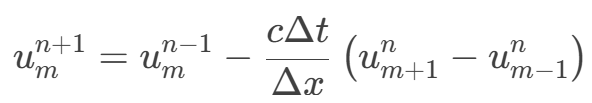 $u_m^{n+1} = u_m^{n-1} - \frac{c\Delta t}{\Delta x} \left( u_{m+1}^n - u_{m-1}^n \right)$